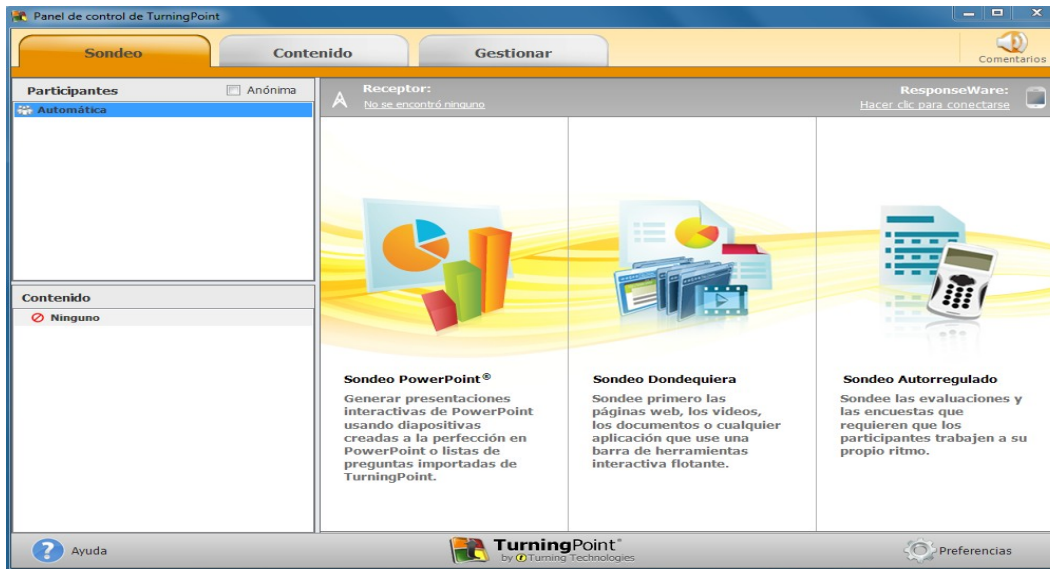 Panel de control de TurningPoint
Sondeo
Contenido
Gestionar
Comentarios
Participantes
Anónima
Automática
Receptor:
No se encontró ninguno
ResponseWare:
Hacer clic para conectarse
Contenido
Ninguno
Sondeo PowerPoint®
Generar presentaciones
interactivas de PowerPoint
usando diapositivas
creadas a la perfección en
PowerPoint o listas de
preguntas importadas de
TurningPoint.
Sondeo Dondequiera
Sondee primero las
páginas web, los videos,
los documentos o cualquier
aplicación que use una
barra de herramientas
interactiva flotante.
Sondeo Autorregulado
Sondee las evaluaciones y
las encuestas que
requieren que los
participantes trabajen a su
propio ritmo.
Ayuda
TurningPoint
by Turning Technologies
Preferencias